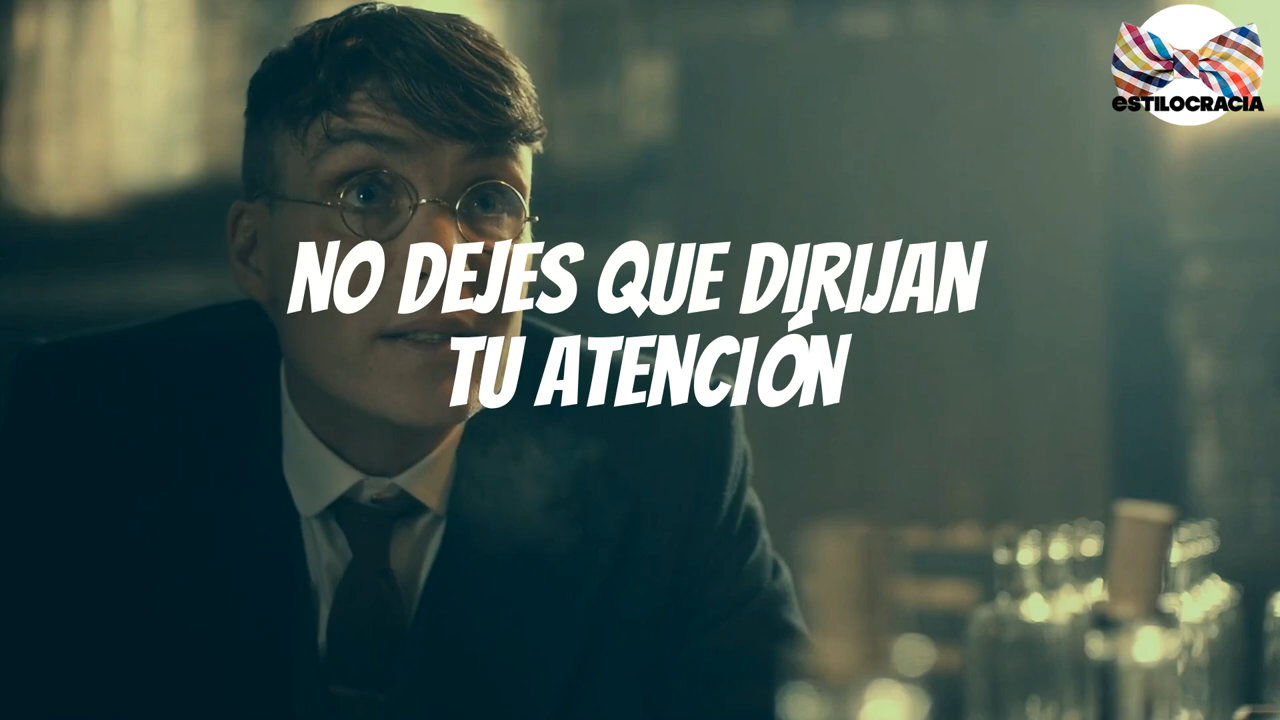 eSTILOCRACIA
NO DEJES QUE DIRIJAN
TU ATENCIÓN